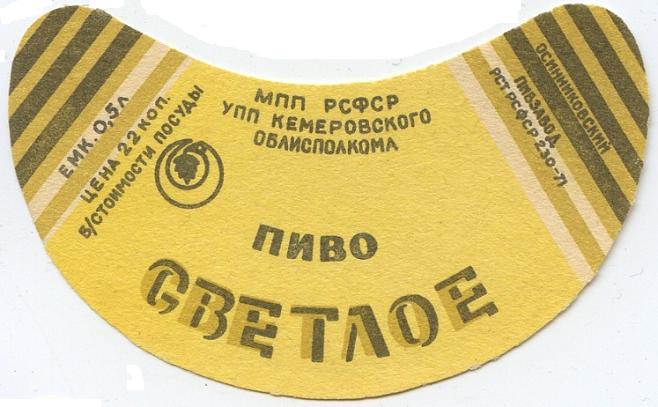 ЕМК. 0,5 Л
ЦЕНА 22 КОП.
Б/СТОИМОСТИ ПОСУДЫ
МПП РСФСР
УПП КЕМЕРОВСКОГО
ОБЛИСПОЛКОМА
ОСИННИКОВСКИЙ
ПИВЗАВОД
РСТ РСФСР 230-71
ПИВО
СВЕТЛОЕ